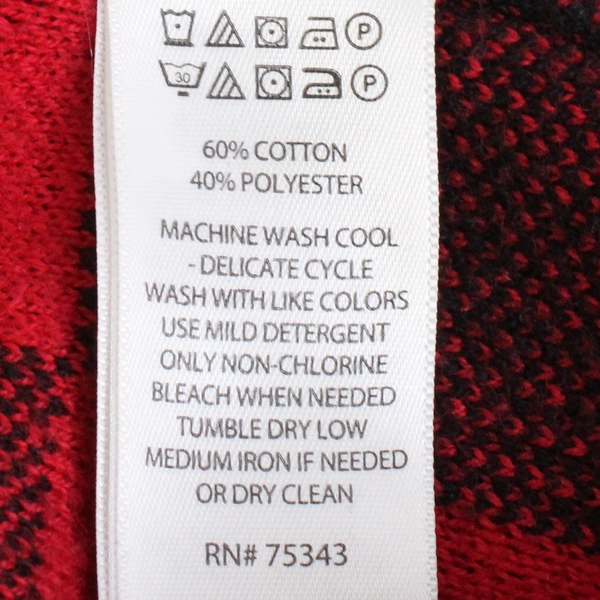 P
30 P
60% COTTON
40% POLYESTER
MACHINE WASH COOL
- DELICATE CYCLE
WASH WITH LIKE COLORS
USE MILD DETERGENT
ONLY NON-CHLORINE
BLEACH WHEN NEEDED
TUMBLE DRY LOW
MEDIUM IRON IF NEEDED
OR DRY CLEAN
RN# 75343